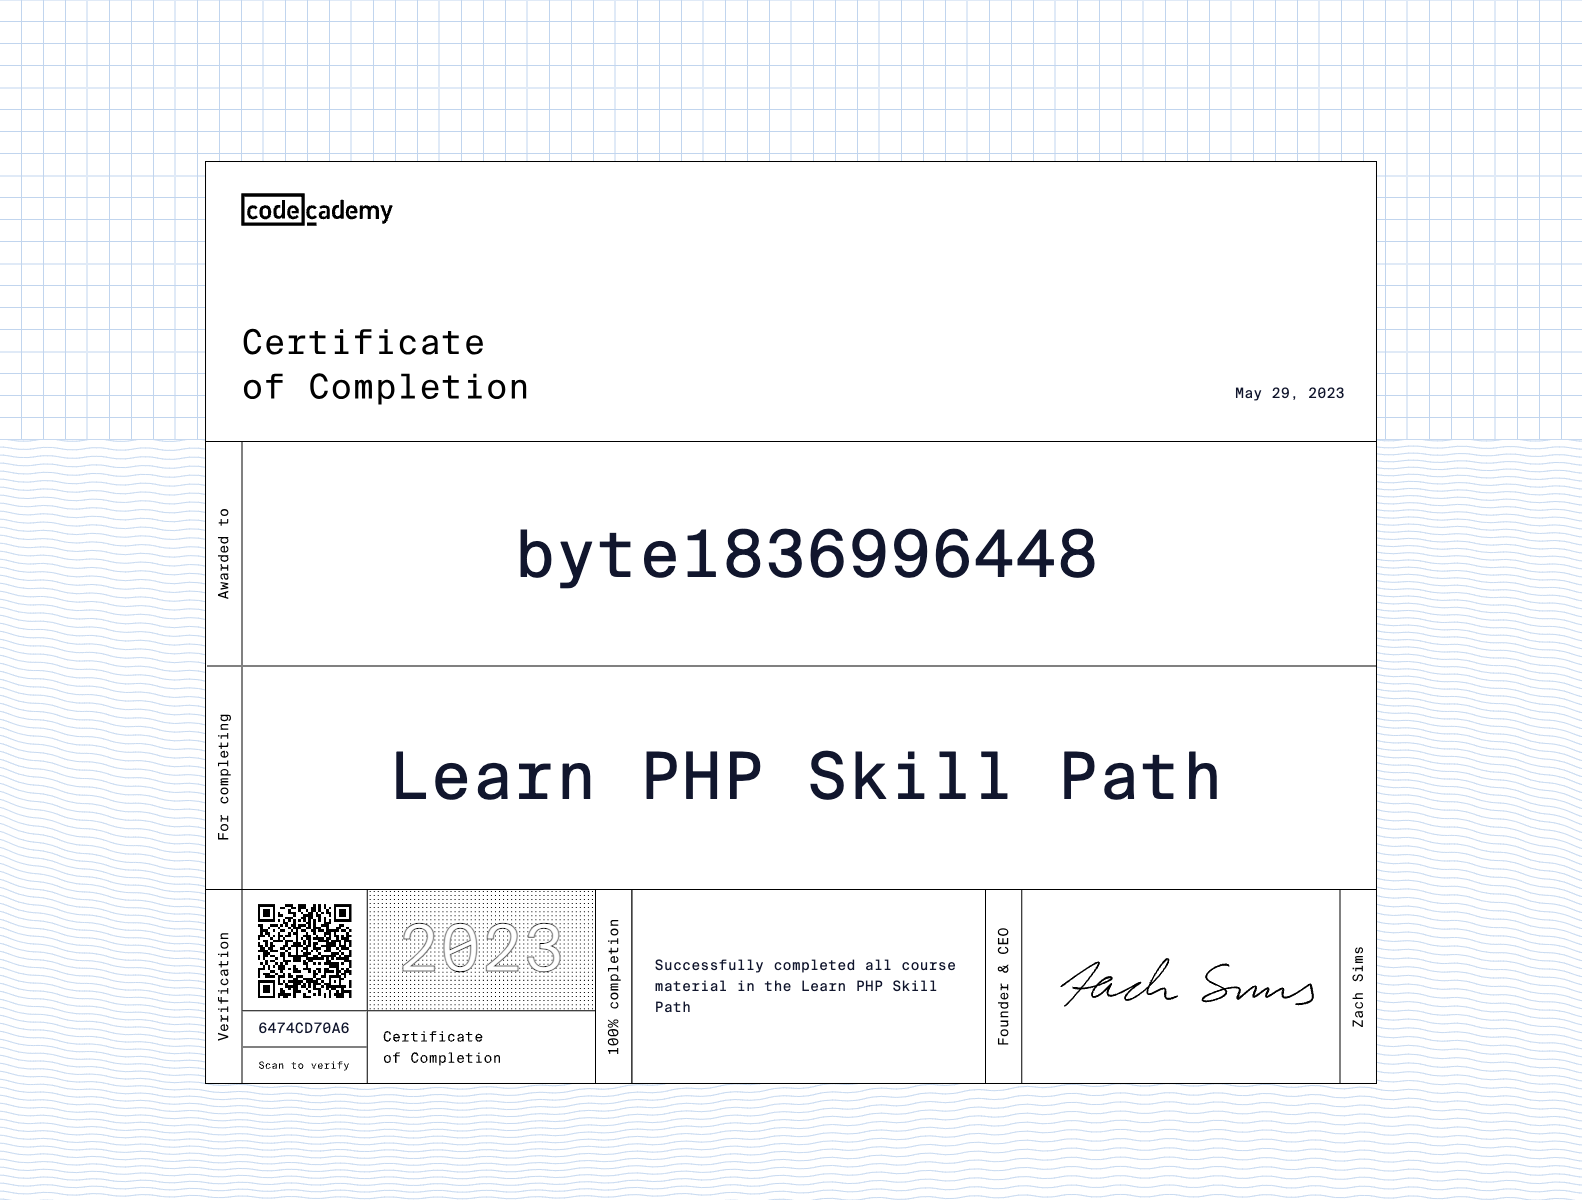 codecademy
Certificate
of Completion
May 29, 2023
Awarded to
byte1836996448
For completing
Learn PHP Skill Path
Verification
6474CD70A6
Scan to verify
2023
Certificate
of Completion
100% completion
Successfully completed all course
material in the Learn PHP Skill
Path
Founder & CEO
Zach Sims
Zach Sims